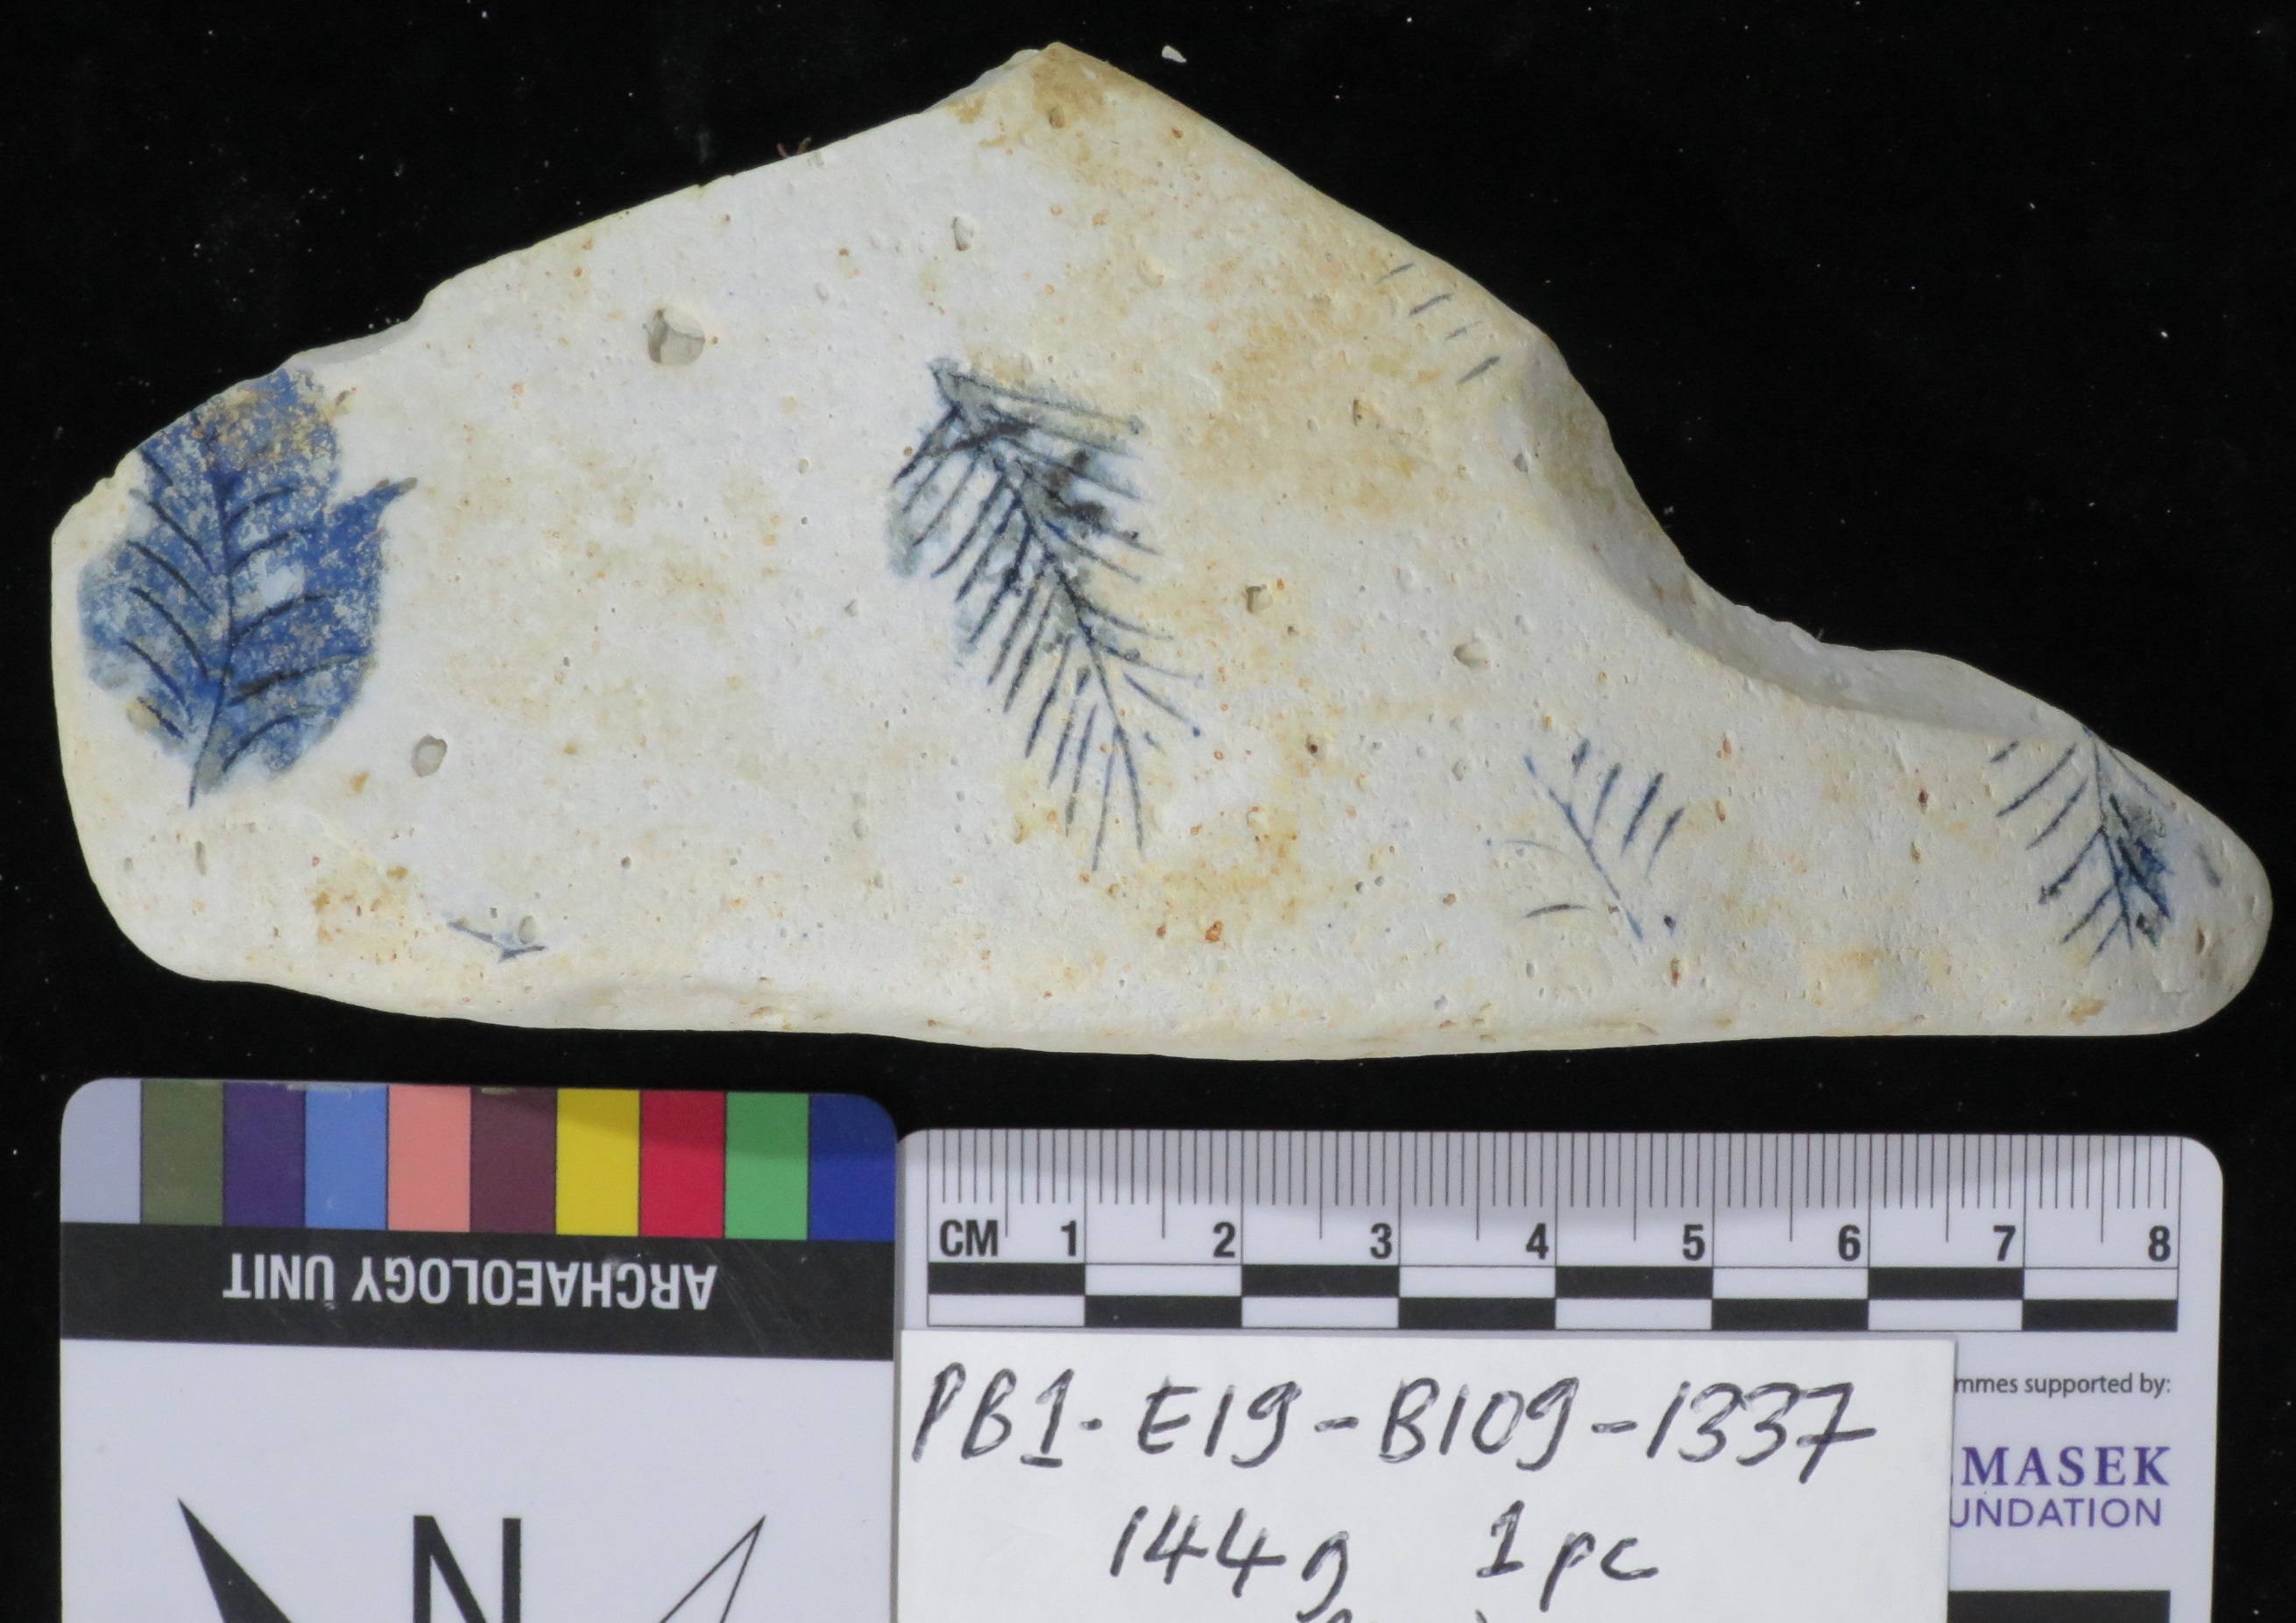 ARCHAEOLOGY UNIT
N
CM 1 2 3 4 5 6 7 8
PB1-E19-B109-1337
144g 1pc
mmes supported by:
MASEK
UNDATION